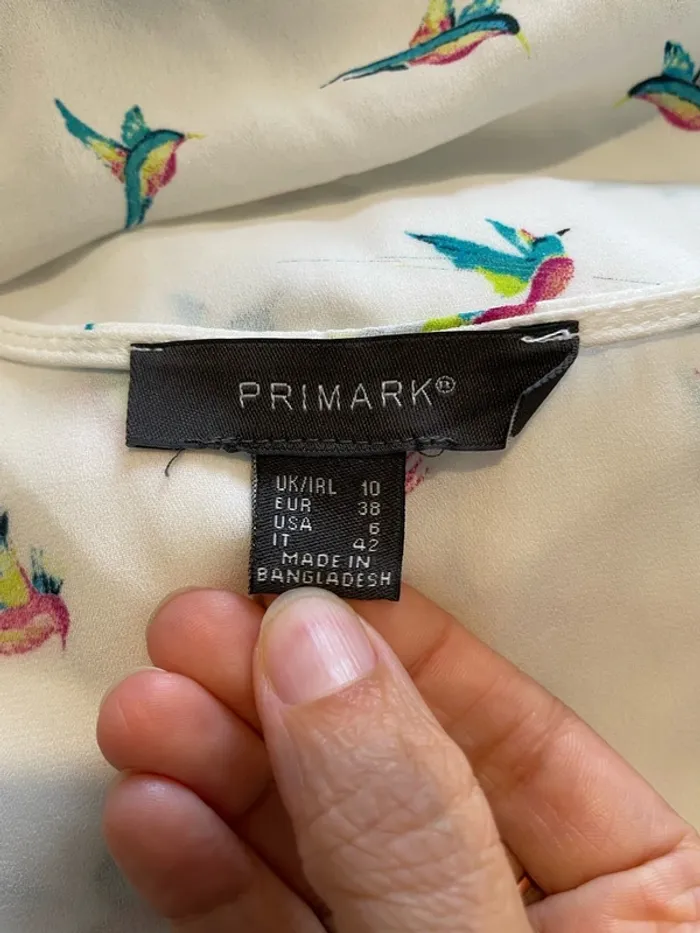 PRIMARK®
UK/IRL 10
EUR 38
USA 6
IT 42
MADE IN
BANGLADESH